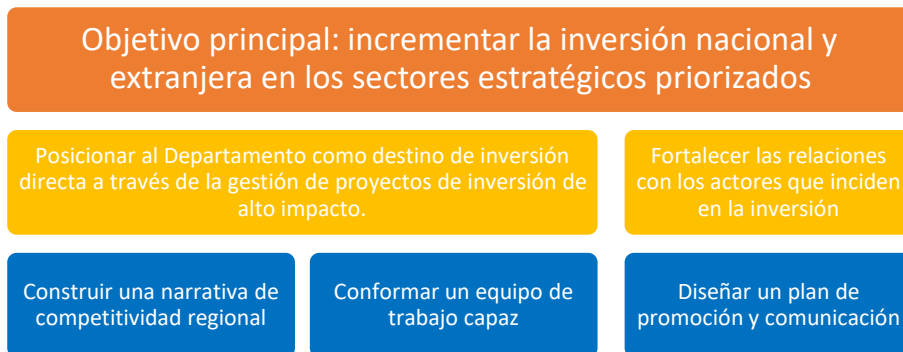 Objetivo principal: incrementar la inversión nacional y
extranjera en los sectores estratégicos priorizados
Posicionar al Departamento como destino de inversión
directa a través de la gestión de proyectos de inversión de
alto impacto.
Fortalecer las relaciones
con los actores que inciden
en la inversión
Construir una narrativa de
competitividad regional
Conformar un equipo de
trabajo capaz
Diseñar un plan de
promoción y comunicación